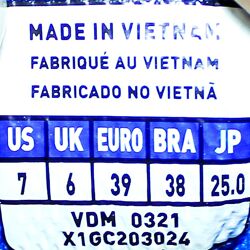 MADE IN VIETNAM
FABRIQUÉ AU VIETNAM
FABRICADO NO VIETNÃ
US UK EURO BRA JP
7 6 39 38 25.0
VDM 0321
X1GC203024